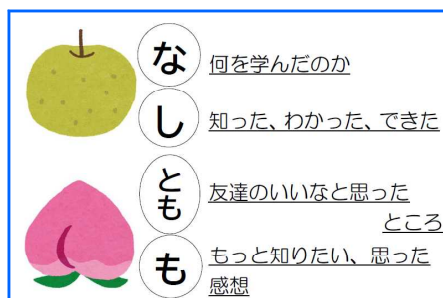 な 何を学んだのか
し 知った、わかった、できた
とも 友達のいいなと思った
ところ
も もっと知りたい、思った
感想